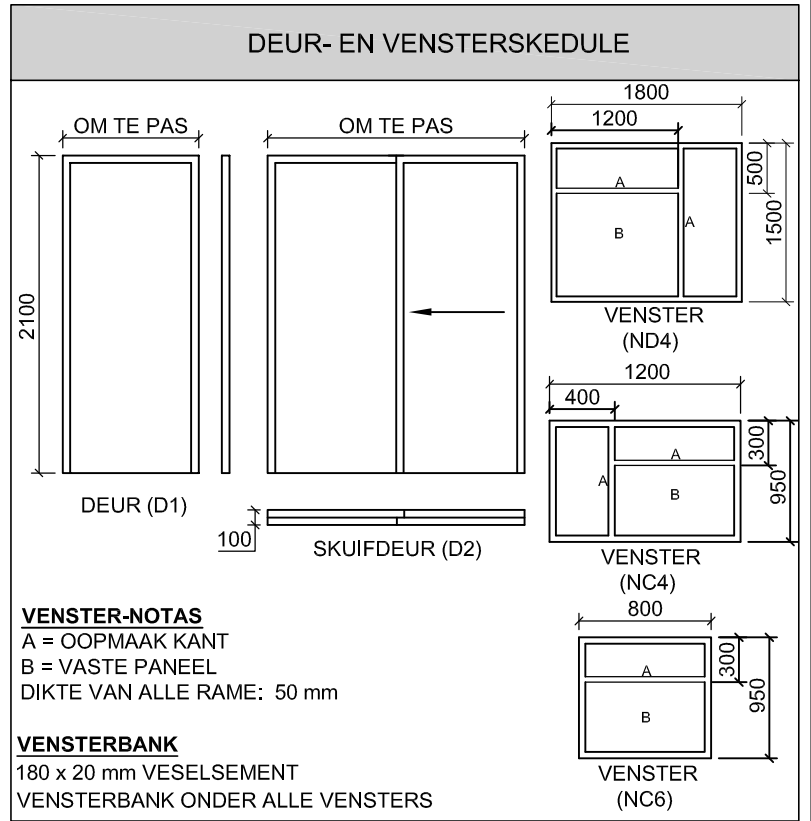 DEUR- EN VENSTERSKEDULE
OM TE PAS
2100
DEUR (D1)
OM TE PAS
100
SKUIFDEUR (D2)
1800
1200
500
1500
A
A
B
VENSTER
(ND4)
1200
400
300
950
A
A
B
VENSTER
(NC4)
800
300
950
A
B
VENSTER
(NC6)
VENSTER-NOTAS
A = OOPMAAK KANT
B = VASTE PANEEL
DIKTE VAN ALLE RAME: 50 mm
VENSTERBANK
180 x 20 mm VESELSEMENT
VENSTERBANK ONDER ALLE VENSTERS